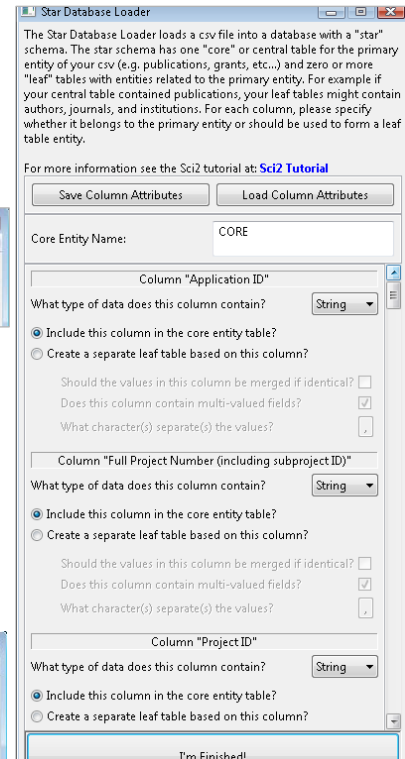 Star Database Loader
The Star Database Loader loads a csv file into a database with a "star"
schema. The star schema has one "core" or central table for the primary
entity of your csv (e.g. publications, grants, etc...) and zero or more
"leaf" tables with entities related to the primary entity. For example if
your central table contained publications, your leaf tables might contain
authors, journals, and institutions. For each column, please specify
whether it belongs to the primary entity or should be used to form a leaf
table entity.
For more information see the Sci2 tutorial at: Sci2 Tutorial
Save Column Attributes Load Column Attributes
Core Entity Name: CORE
Column "Application ID"
What type of data does this column contain? String
Include this column in the core entity table?
Create a separate leaf table based on this column?
Should the values in this column be merged if identical?
Does this column contain multi-valued fields?
What character(s) separate(s) the values? ,
Column "Full Project Number (including subproject ID)"
What type of data does this column contain? String
Include this column in the core entity table?
Create a separate leaf table based on this column?
Should the values in this column be merged if identical?
Does this column contain multi-valued fields?
What character(s) separate(s) the values? ,
Column "Project ID"
What type of data does this column contain? String
Include this column in the core entity table?
Create a separate leaf table based on this column?
I'm Finished!